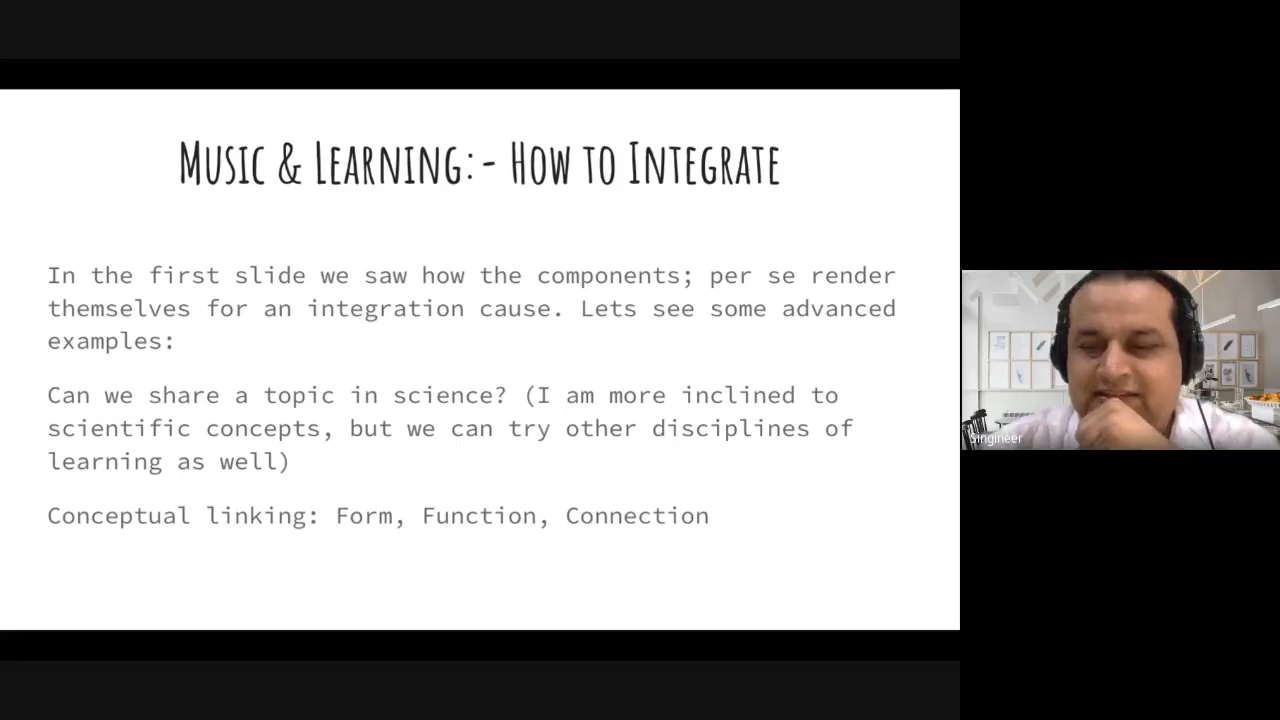 Music & Learning:- How to Integrate
In the first slide we saw how the components; per se render
themselves for an integration cause. Lets see some advanced
examples:
Can we share a topic in science? (I am more inclined to
scientific concepts, but we can try other disciplines of
learning as well)
Conceptual linking: Form, Function, Connection
Singineer